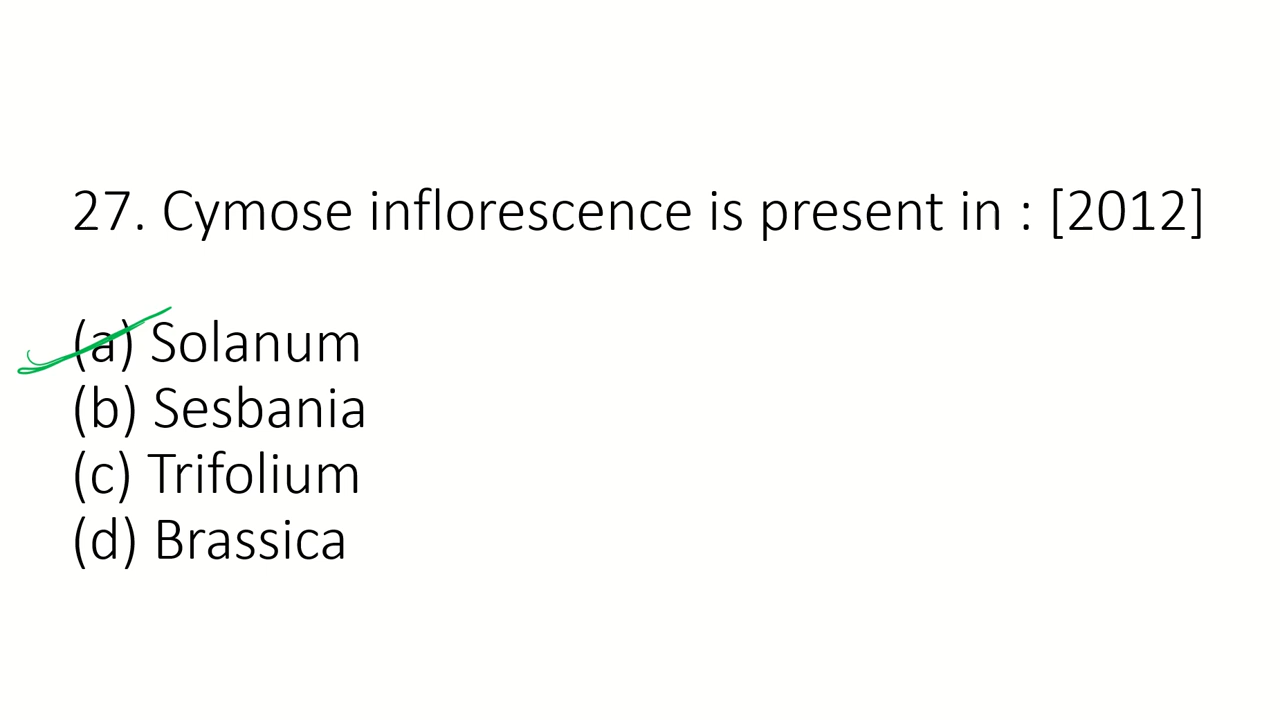 27. Cymose inflorescence is present in : [2012]
(a) Solanum
(b) Sesbania
(c) Trifolium
(d) Brassica